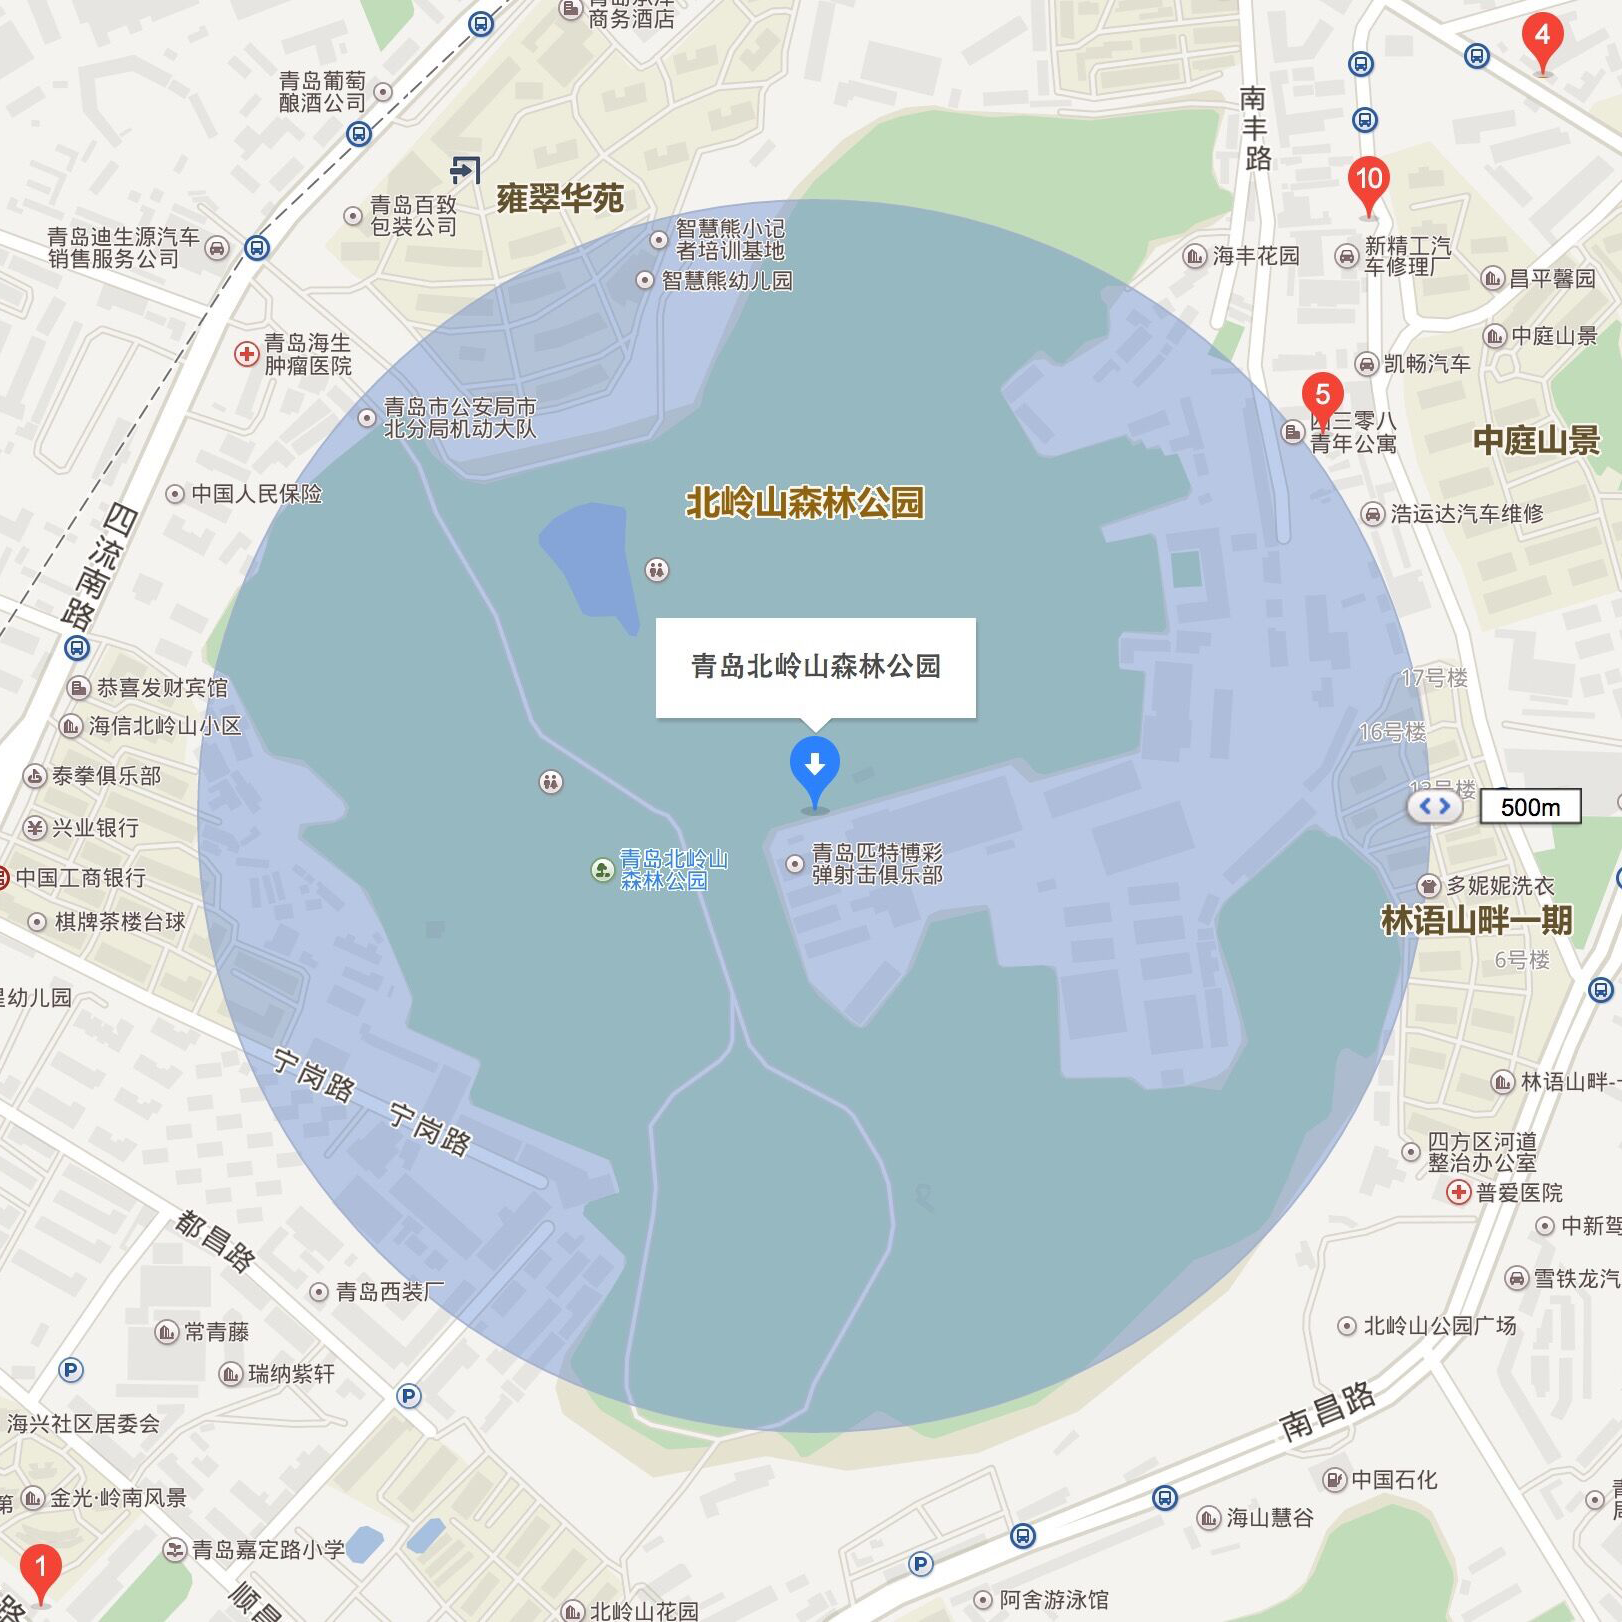 商务酒店
青岛葡萄
酿酒公司
4
南丰路
10
雍翠华苑
青岛百致
包装公司
智慧熊小记
者培训基地
青岛迪生源汽车
销售服务公司
海丰花园
新精工汽
车修理厂
智慧熊幼儿园
昌平馨园
青岛海生
肿瘤医院
中庭山景
凯畅汽车
5
青岛市公安局市
北分局机动大队
四三零八
青年公寓
中庭山景
中国人民保险
北岭山森林公园
浩运达汽车维修
四流南路
青岛北岭山森林公园
恭喜发财宾馆
17号楼
海信北岭山小区
16号楼
泰拳俱乐部
13号楼
500m
兴业银行
青岛匹特博彩
弹射击俱乐部
青岛北岭山
森林公园
中国工商银行
多妮妮洗衣
棋牌茶楼台球
林语山畔一期
6号楼
幼儿园
宁岗路
林语山畔-
宁岗路
四方区河道
整治办公室
普爱医院
都昌路
中新驾
雪铁龙汽
青岛西装厂
常青藤
北岭山公园广场
P
瑞纳紫轩
P
南昌路
海兴社区居委会
中国石化
第
金光·岭南风景
海山慧谷
青岛嘉定路小学
1
P
路
顺昌
阿舍游泳馆
北岭山花园